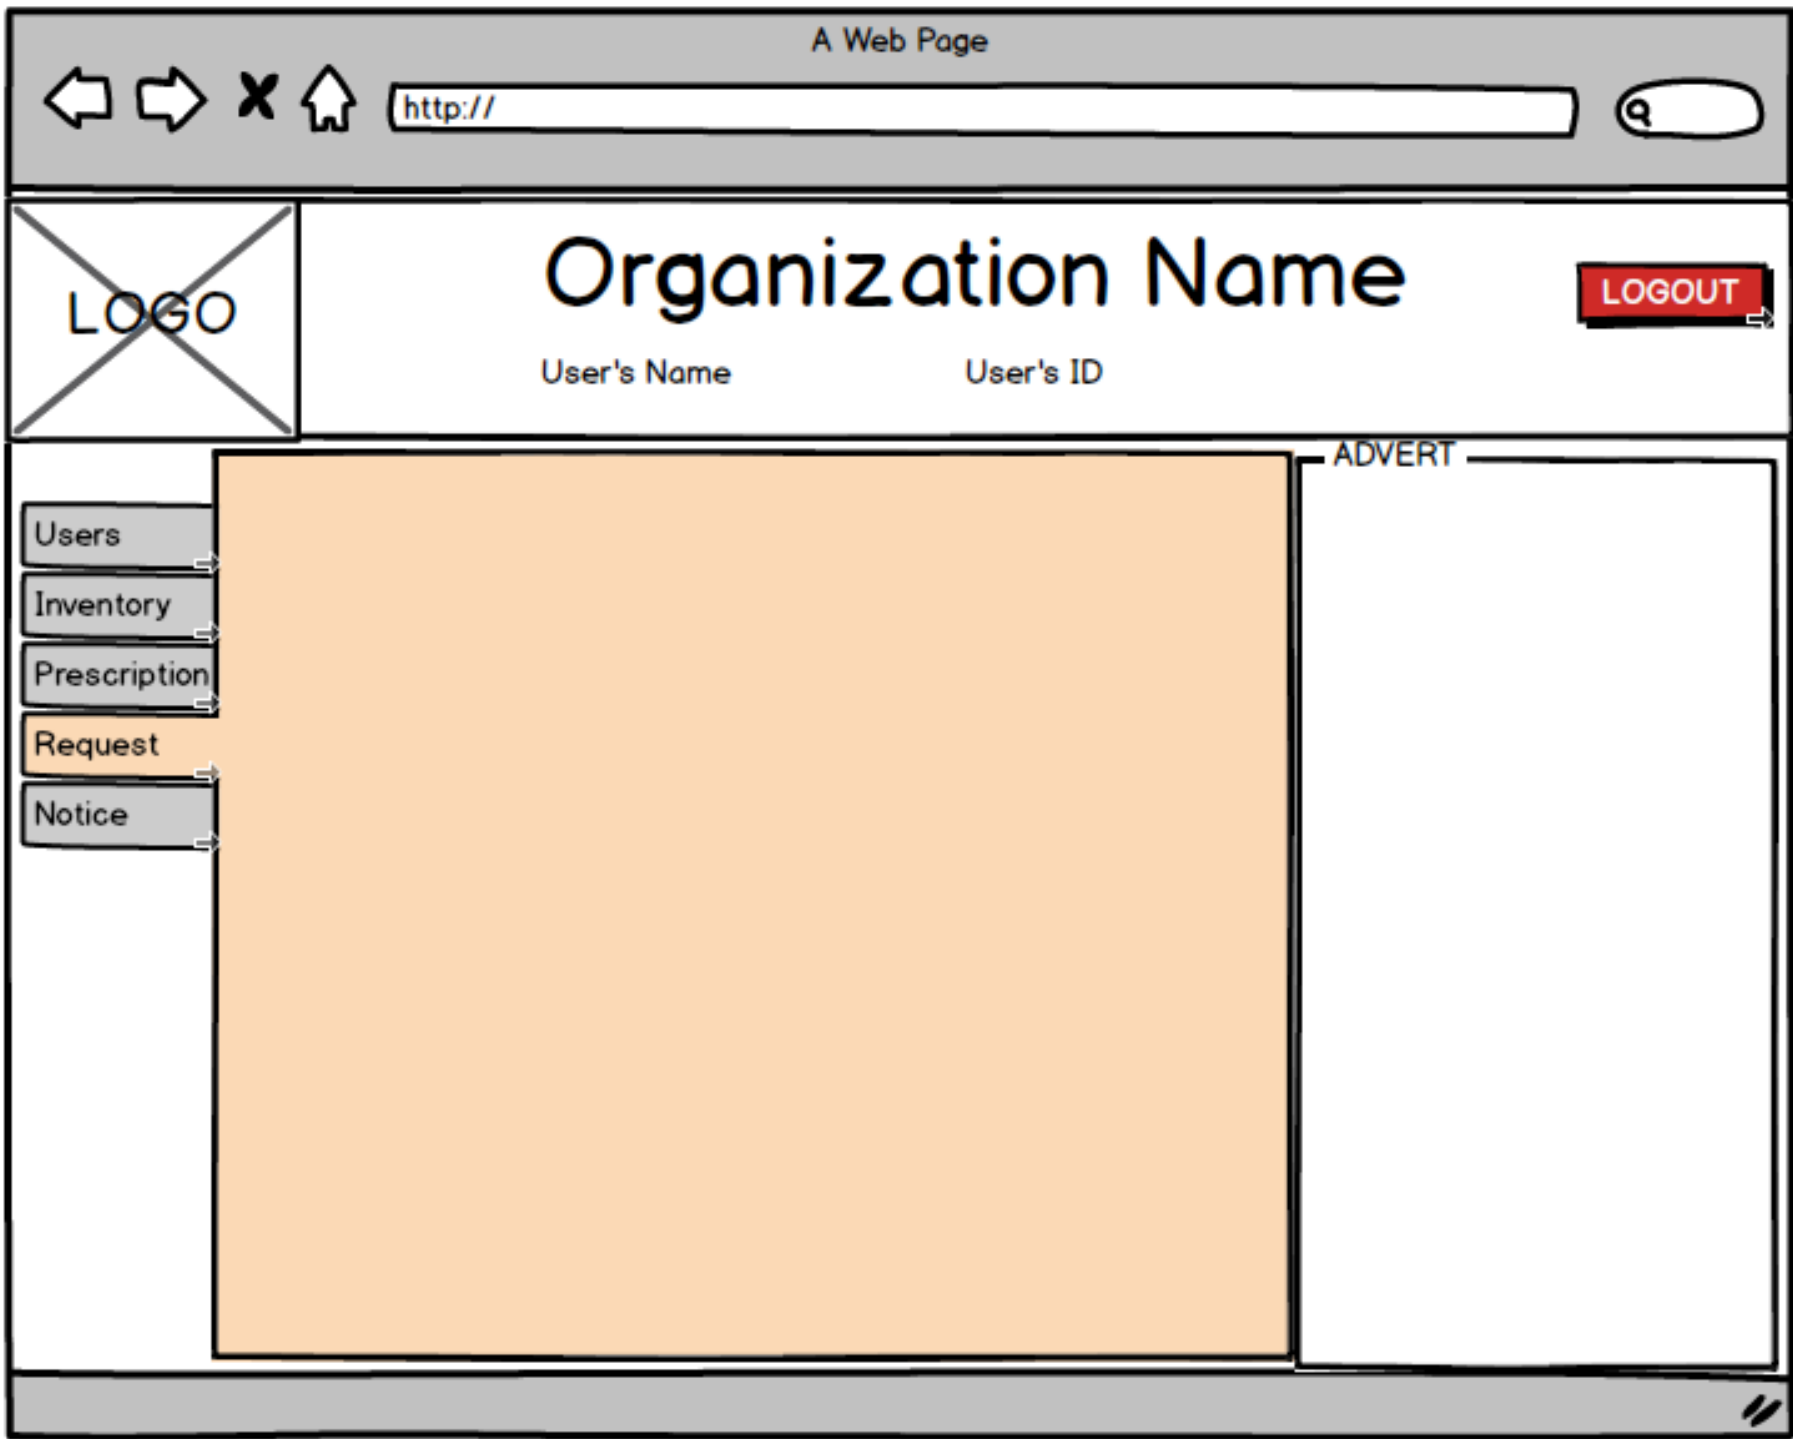 A Web Page
http://
LOGO
Organization Name
LOGOUT
User's Name
User's ID
ADVERT
Users
Inventory
Prescription
Request
Notice